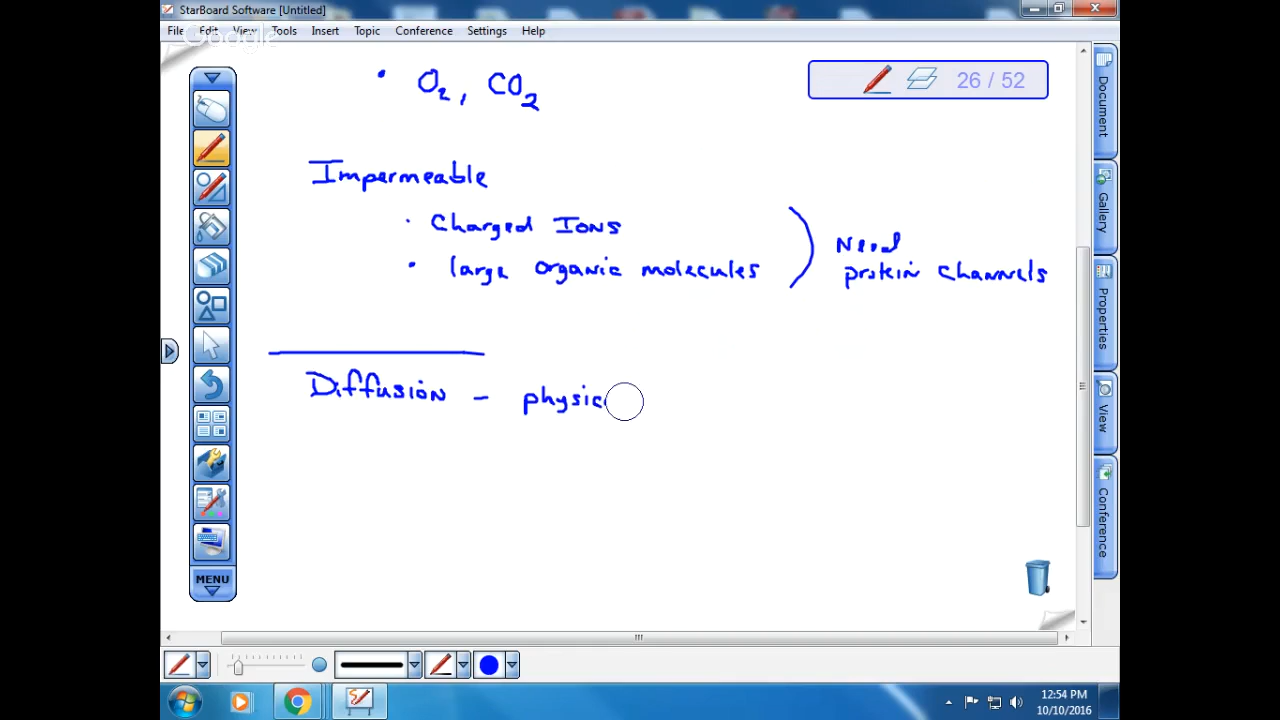 StarBoard Software [Untitled]
File Edit View Tools Insert Topic Conference Settings Help
Google
26 / 52
• O2, CO2
Impermeable
• Charged Ions
• large organic molecules
Need
protein channels
Diffusion - physic
Document
Gallery
Properties
View
Conference
MENU
12:54 PM
10/10/2016